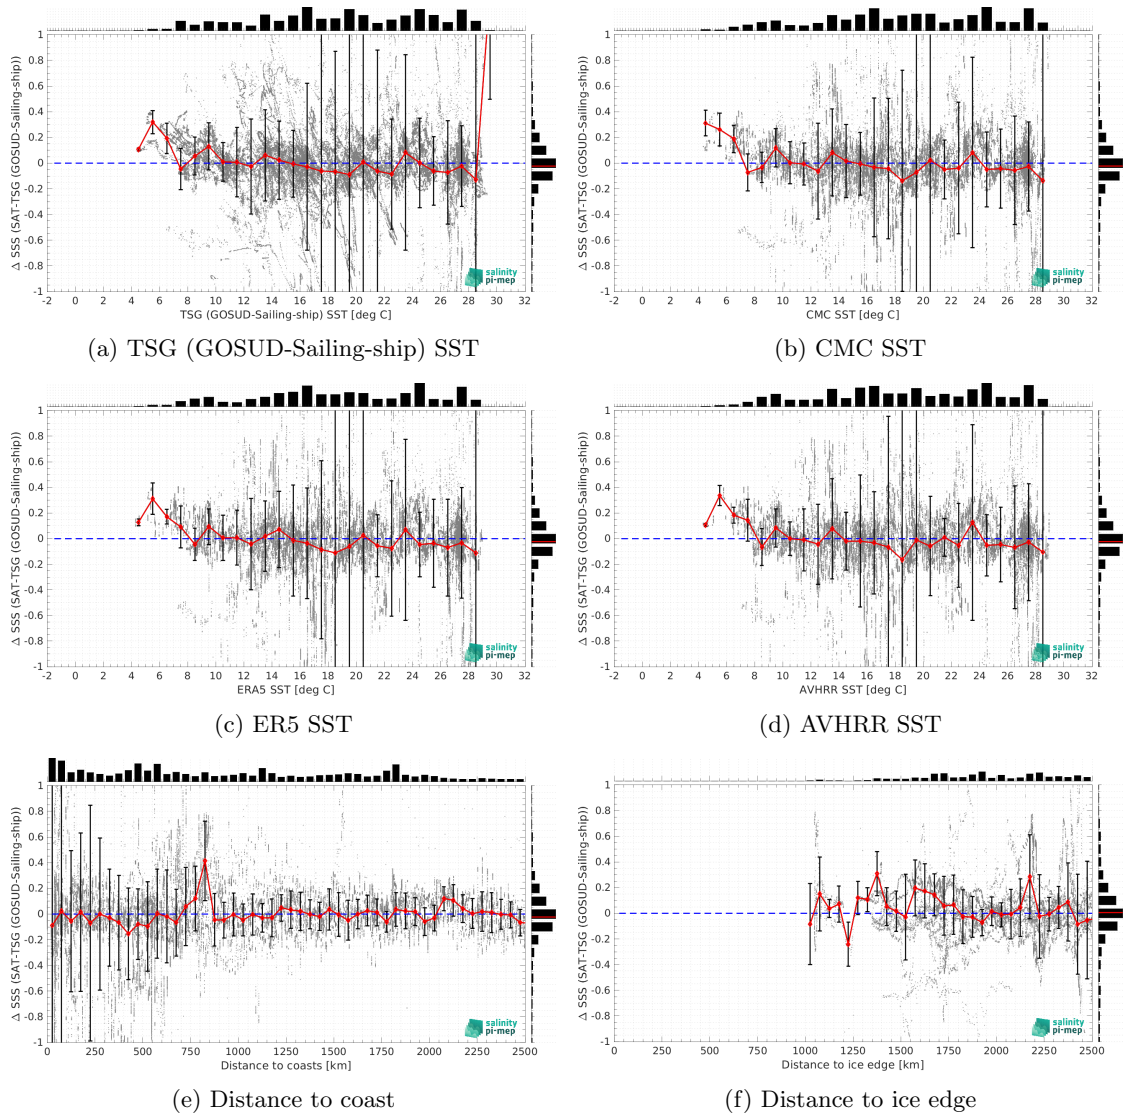 1
0.8
0.6
0.4
0.2
0
-0.2
-0.4
-0.6
-0.8
-1
Δ SSS (SAT-TSG (GOSUD-Sailing-ship))
-2 0 2 4 6 8 10 12 14 16 18 20 22 24 26 28 30 32
TSG (GOSUD-Sailing-ship) SST [deg C]
salinity
pi-mep
(a) TSG (GOSUD-Sailing-ship) SST
1
0.8
0.6
0.4
0.2
0
-0.2
-0.4
-0.6
-0.8
-1
Δ SSS (SAT-TSG (GOSUD-Sailing-ship))
-2 0 2 4 6 8 10 12 14 16 18 20 22 24 26 28 30 32
CMC SST [deg C]
salinity
pi-mep
(b) CMC SST
1
0.8
0.6
0.4
0.2
0
-0.2
-0.4
-0.6
-0.8
-1
Δ SSS (SAT-TSG (GOSUD-Sailing-ship))
-2 0 2 4 6 8 10 12 14 16 18 20 22 24 26 28 30 32
ERA5 SST [deg C]
salinity
pi-mep
(c) ER5 SST
1
0.8
0.6
0.4
0.2
0
-0.2
-0.4
-0.6
-0.8
-1
Δ SSS (SAT-TSG (GOSUD-Sailing-ship))
-2 0 2 4 6 8 10 12 14 16 18 20 22 24 26 28 30 32
AVHRR SST [deg C]
salinity
pi-mep
(d) AVHRR SST
1
0.8
0.6
0.4
0.2
0
-0.2
-0.4
-0.6
-0.8
-1
Δ SSS (SAT-TSG (GOSUD-Sailing-ship))
0 250 500 750 1000 1250 1500 1750 2000 2250 2500
Distance to coasts [km]
salinity
pi-mep
(e) Distance to coast
1
0.8
0.6
0.4
0.2
0
-0.2
-0.4
-0.6
-0.8
-1
Δ SSS (SAT-TSG (GOSUD-Sailing-ship))
0 250 500 750 1000 1250 1500 1750 2000 2250 2500
Distance to ice edge [km]
salinity
pi-mep
(f) Distance to ice edge